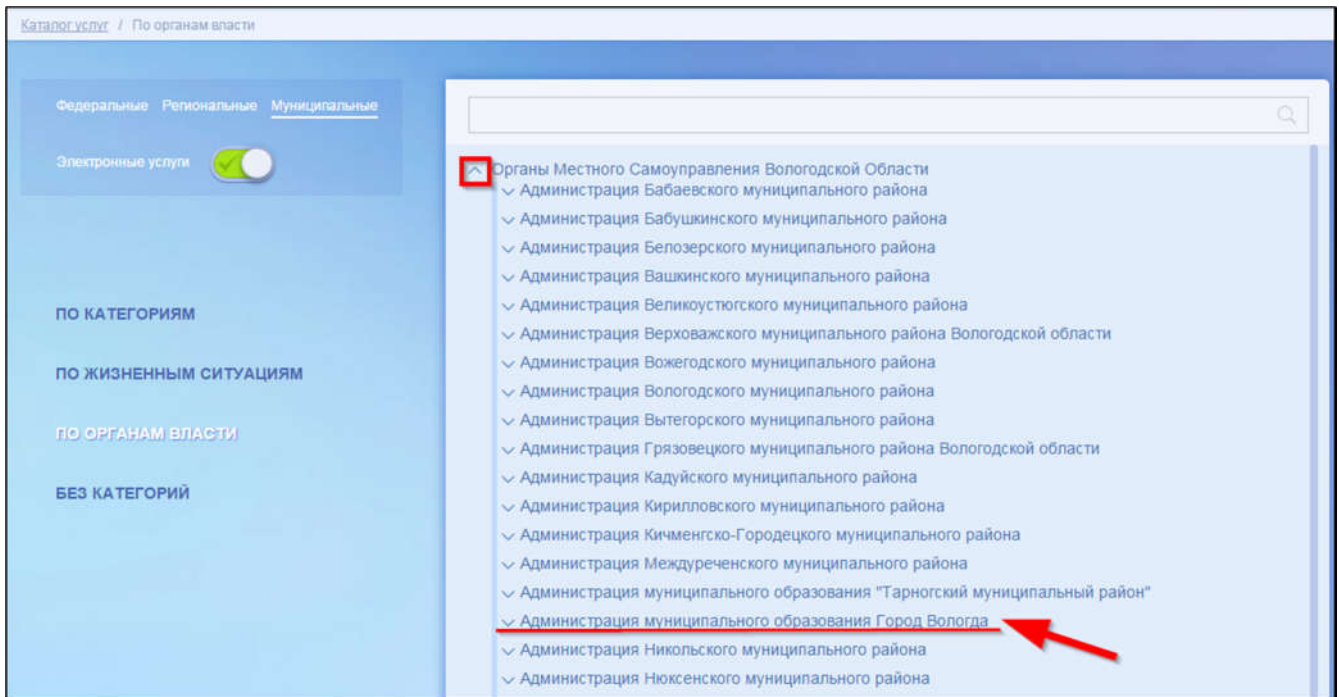 Каталог услуг / По органам власти
Федеральные Региональные Муниципальные
Электронные услуги
ПО КАТЕГОРИЯМ
ПО ЖИЗНЕННЫМ СИТУАЦИЯМ
ПО ОРГАНАМ ВЛАСТИ
БЕЗ КАТЕГОРИЙ
Органы Местного Самоуправления Вологодской Области
Администрация Бабаевского муниципального района
Администрация Бабушкинского муниципального района
Администрация Белозерского муниципального района
Администрация Вашкинского муниципального района
Администрация Великоустюгского муниципального района
Администрация Верховажского муниципального района Вологодской области
Администрация Вожегодского муниципального района
Администрация Вологодского муниципального района
Администрация Вытегорского муниципального района
Администрация Грязовецкого муниципального района Вологодской области
Администрация Кадуйского муниципального района
Администрация Кирилловского муниципального района
Администрация Кичменгско-Городецкого муниципального района
Администрация Междуреченского муниципального района
Администрация муниципального образования "Тарногский муниципальный район"
Администрация муниципального образования Город Вологда
Администрация Никольского муниципального района
Администрация Нюксенского муниципального района